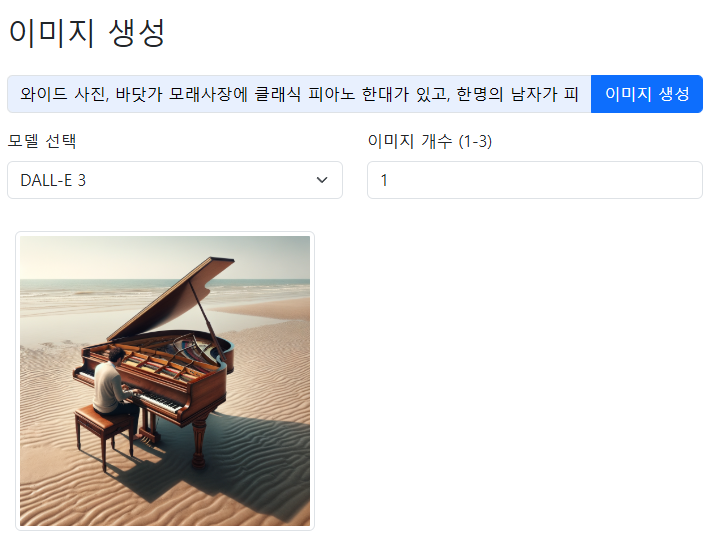 이미지 생성
와이드 사진, 바닷가 모래사장에 클래식 피아노 한대가 있고, 한명의 남자가 피
이미지 생성
모델 선택
이미지 개수 (1-3)
DALL-E 3
1